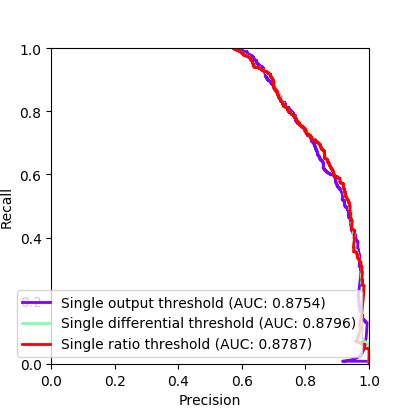 1.0
0.8
0.6
0.4
0.2
0.0
Recall
Single output threshold (AUC: 0.8754)
Single differential threshold (AUC: 0.8796)
Single ratio threshold (AUC: 0.8787)
0.0 0.2 0.4 0.6 0.8 1.0
Precision